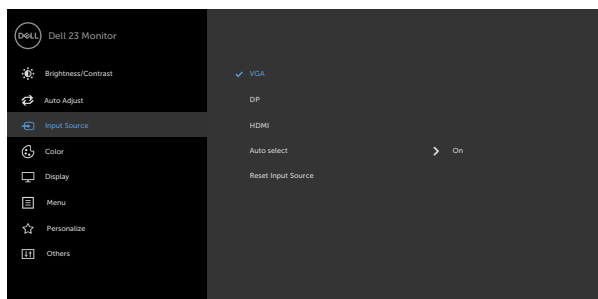 DELL Dell 23 Monitor
Brightness/Contrast
Auto Adjust
Input Source
Color
Display
Menu
Personalize
Others
VGA
DP
HDMI
Auto select On
Reset Input Source